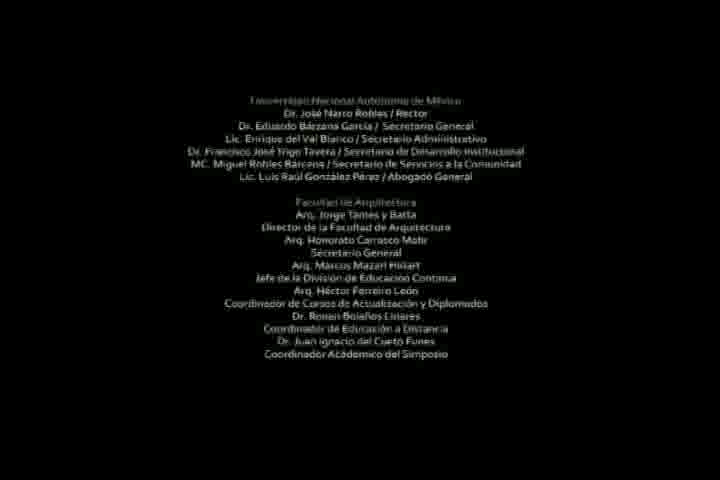 Universidad Nacional Autónoma de México
Dr. José Narro Robles / Rector
Dr. Eduardo Bárzana García / Secretario General
Lic. Enrique del Val Blanco / Secretario Administrativo
Dr. Francisco José Trigo Tavera / Secretario de Desarrollo Institucional
MC. Miguel Robles Bárcena / Secretario de Servicios a la Comunidad
Lic. Luis Raúl González Pérez / Abogado General
Facultad de Arquitectura
Arq. Jorge Tames y Batta
Director de la Facultad de Arquitectura
Arq. Honorato Carrasco Mahr
Secretario General
Arq. Marcos Mazari Hiriart
Jefe de la División de Educación Continua
Arq. Héctor Ferreiro León
Coordinador de Cursos de Actualización y Diplomados
Dr. Ronan Bolaños Linares
Coordinador de Educación a Distancia
Dr. Juan Ignacio del Cueto Funes
Coordinador Académico del Simposio